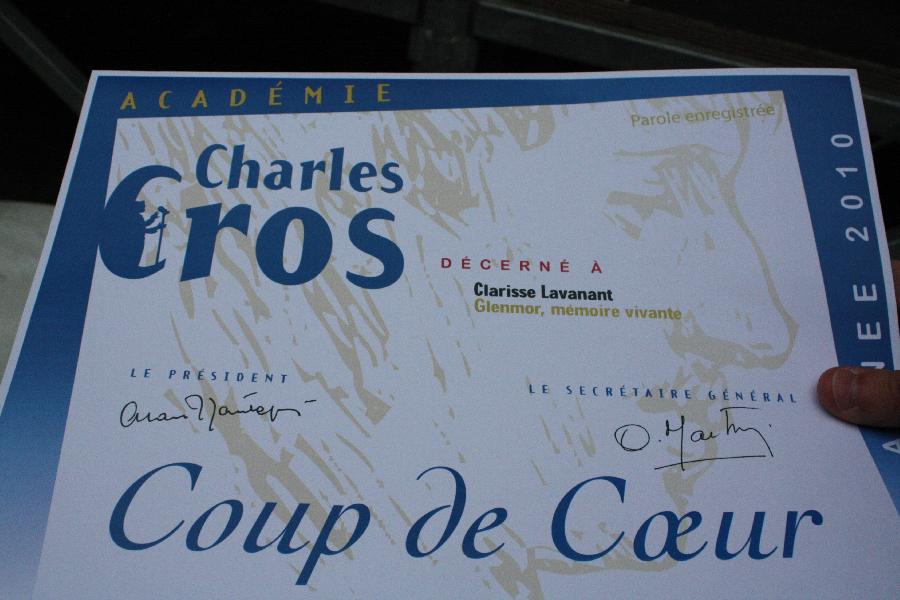 ACADÉMIE
Parole enregistrée
Charles
Cros
DÉCERNÉ À
Clarisse Lavanant
Glenmor, mémoire vivante
LE PRÉSIDENT
LE SECRÉTAIRE GÉNÉRAL
O. Martin
Coup de Cœur
2010